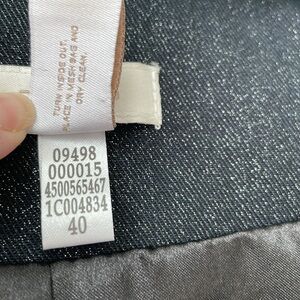 TURN INSIDE OUT,
PLACE IN MESH BAG AND
DRY CLEAN.
09498
000015
4500565467
1C004834
40